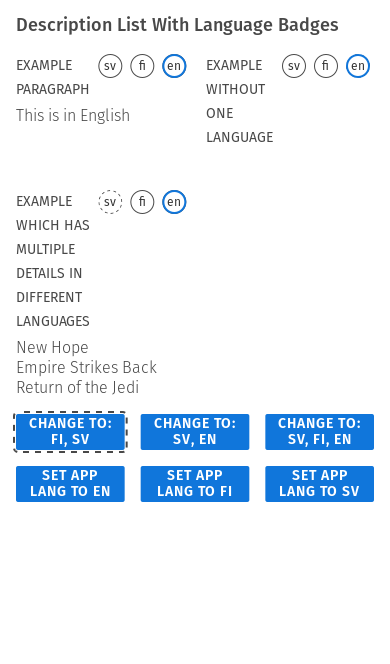 Description List With Language Badges
EXAMPLE PARAGRAPH sv fi en
This is in English
EXAMPLE WITHOUT ONE LANGUAGE sv fi en
EXAMPLE WHICH HAS MULTIPLE DETAILS IN DIFFERENT LANGUAGES sv fi en
New Hope
Empire Strikes Back
Return of the Jedi
CHANGE TO: FI, SV
CHANGE TO: SV, EN
CHANGE TO: SV, FI, EN
SET APP LANG TO EN
SET APP LANG TO FI
SET APP LANG TO SV